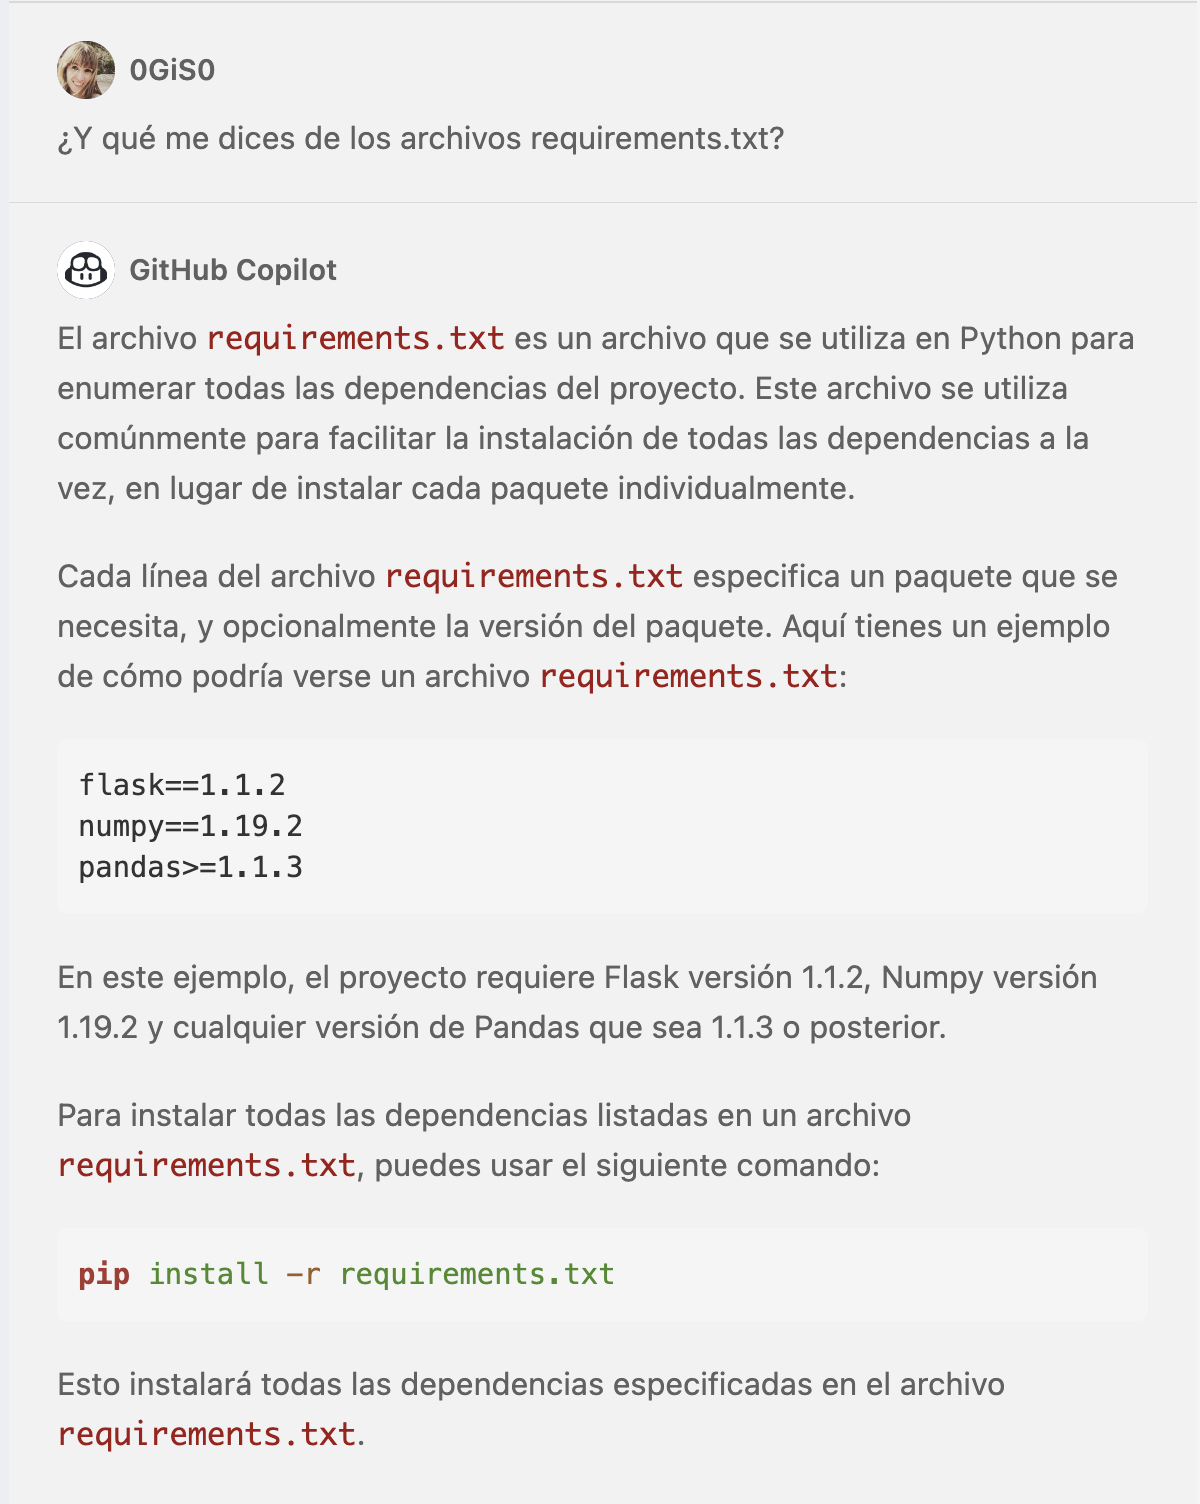 0GiS0
¿Y qué me dices de los archivos requirements.txt?
GitHub Copilot
El archivo requirements.txt es un archivo que se utiliza en Python para
enumerar todas las dependencias del proyecto. Este archivo se utiliza
comúnmente para facilitar la instalación de todas las dependencias a la
vez, en lugar de instalar cada paquete individualmente.
Cada línea del archivo requirements.txt especifica un paquete que se
necesita, y opcionalmente la versión del paquete. Aquí tienes un ejemplo
de cómo podría verse un archivo requirements.txt:
flask==1.1.2
numpy==1.19.2
pandas>=1.1.3
En este ejemplo, el proyecto requiere Flask versión 1.1.2, Numpy versión
1.19.2 y cualquier versión de Pandas que sea 1.1.3 o posterior.
Para instalar todas las dependencias listadas en un archivo
requirements.txt, puedes usar el siguiente comando:
pip install -r requirements.txt
Esto instalará todas las dependencias especificadas en el archivo
requirements.txt.